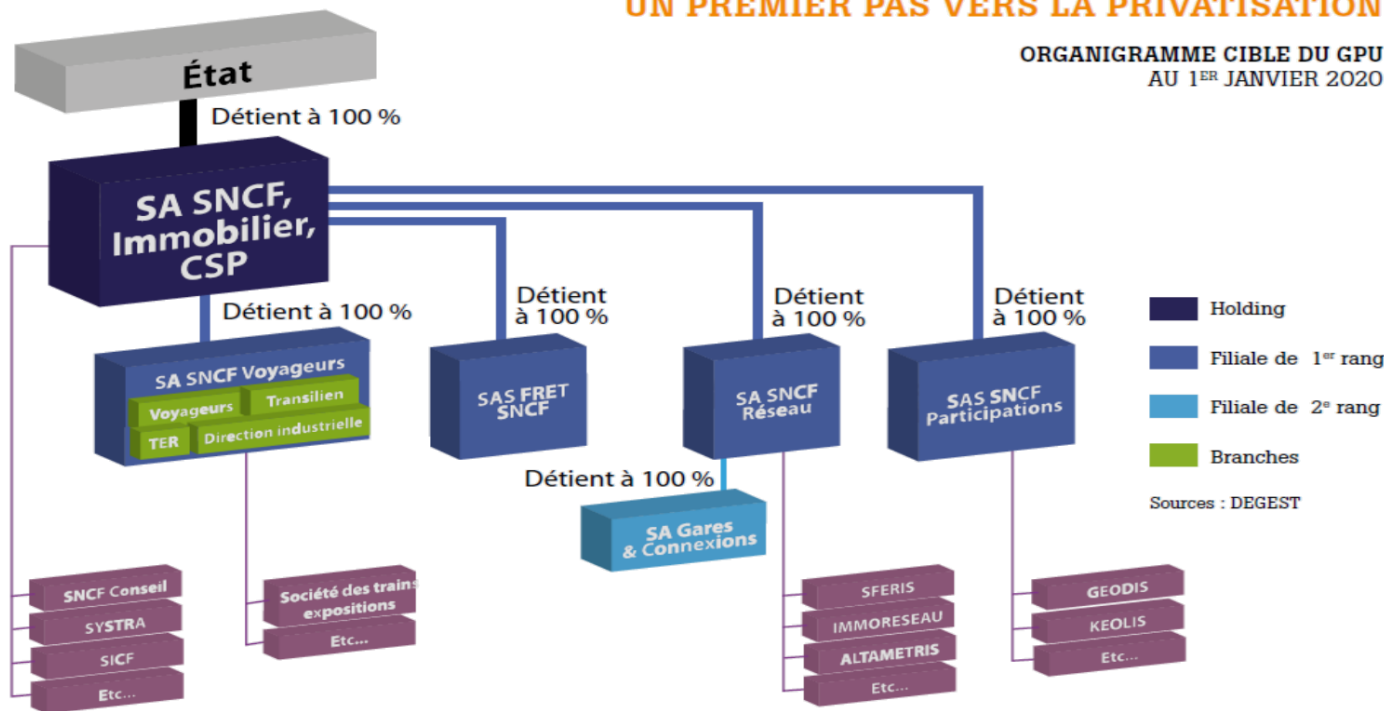 UN PREMIER PAS VERS LA PRIVATISATION
ORGANIGRAMME CIBLE DU GPU
AU 1ER JANVIER 2020
État
Détient à 100 %
SA SNCF,
Immobilier,
CSP
Détient à 100 %
Détient
à 100 %
Détient
à 100 %
Détient
à 100 %
SA SNCF Voyageurs
Voyageurs
Transilien
TER
Direction industrielle
SAS FRET
SNCF
SA SNCF
Réseau
SAS SNCF
Participations
Holding
Filiale de 1er rang
Filiale de 2e rang
Branches
Sources : DEGEST
Détient à 100 %
SA Gares
& Connexions
SNCF Conseil
SYSTRA
SICF
Etc...
Société des trains
expositions
Etc...
SFERIS
IMMORESEAU
ALTAMETRIS
Etc...
GEODIS
KEOLIS
Etc...